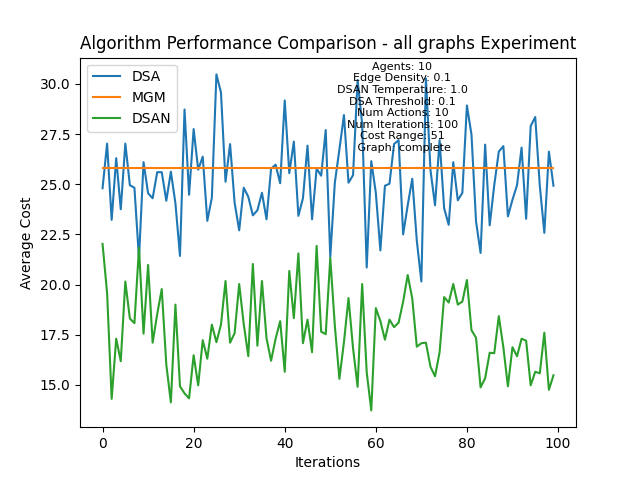 Algorithm Performance Comparison - all graphs Experiment
DSA
MGM
DSAN
Agents: 10
Edge Density: 0.1
DSAN Temperature: 1.0
DSA Threshold: 0.1
Num Actions: 10
Num Iterations: 100
Cost Range: 51
Graph: complete
Average Cost
30.0
27.5
25.0
22.5
20.0
17.5
15.0
0 20 40 60 80 100
Iterations